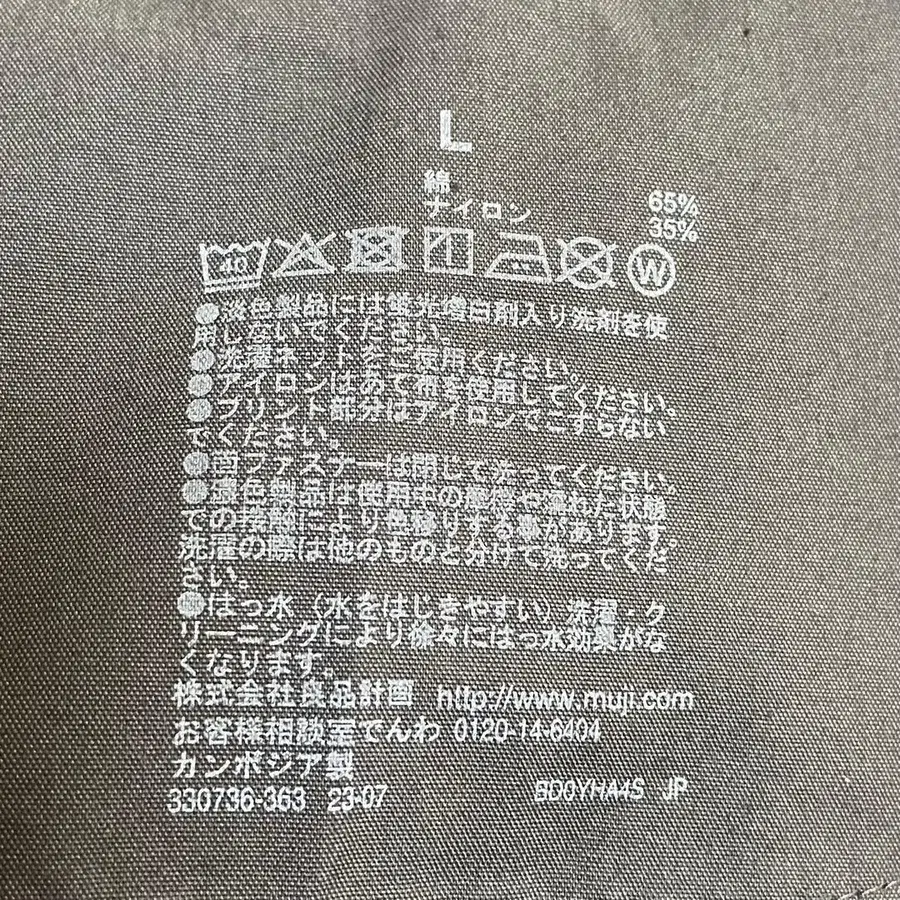 L
綿 65%
ナイロン 35%
40 W
●淡色製品には蛍光増白剤入り洗剤を使
用しないでください。
●洗濯ネットをご使用ください。
●アイロンはあて布を使用してください。
●プリント部分はアイロンでこすらない
でください。
●面ファスナーは閉じて洗ってください。
●濃色製品は使用中の摩擦や濡れた状態
での接触により色移りする事があります。
洗濯の際は他のものと分けて洗ってくだ
さい。
●はっ水(水をはじきやすい)洗濯・ク
リーニングにより徐々にはっ水効果がな
くなります。
株式会社良品計画 http://www.muji.com
お客様相談室でんわ 0120-14-6404
カンボジア製
330736-363 23-07 BD0YHA44S JP